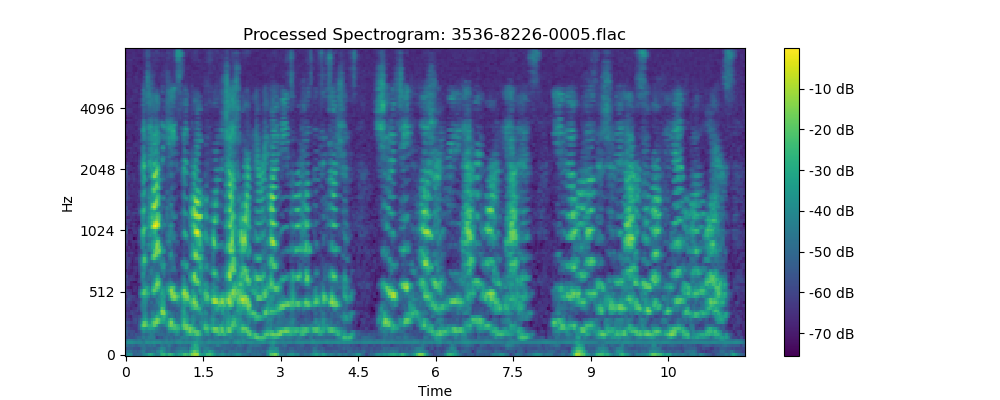 Processed Spectrogram: 3536-8226-0005.flac
4096
2048
1024
512
0
Hz
0 1.5 3 4.5 6 7.5 9 10
Time
-10 dB
-20 dB
-30 dB
-40 dB
-50 dB
-60 dB
-70 dB